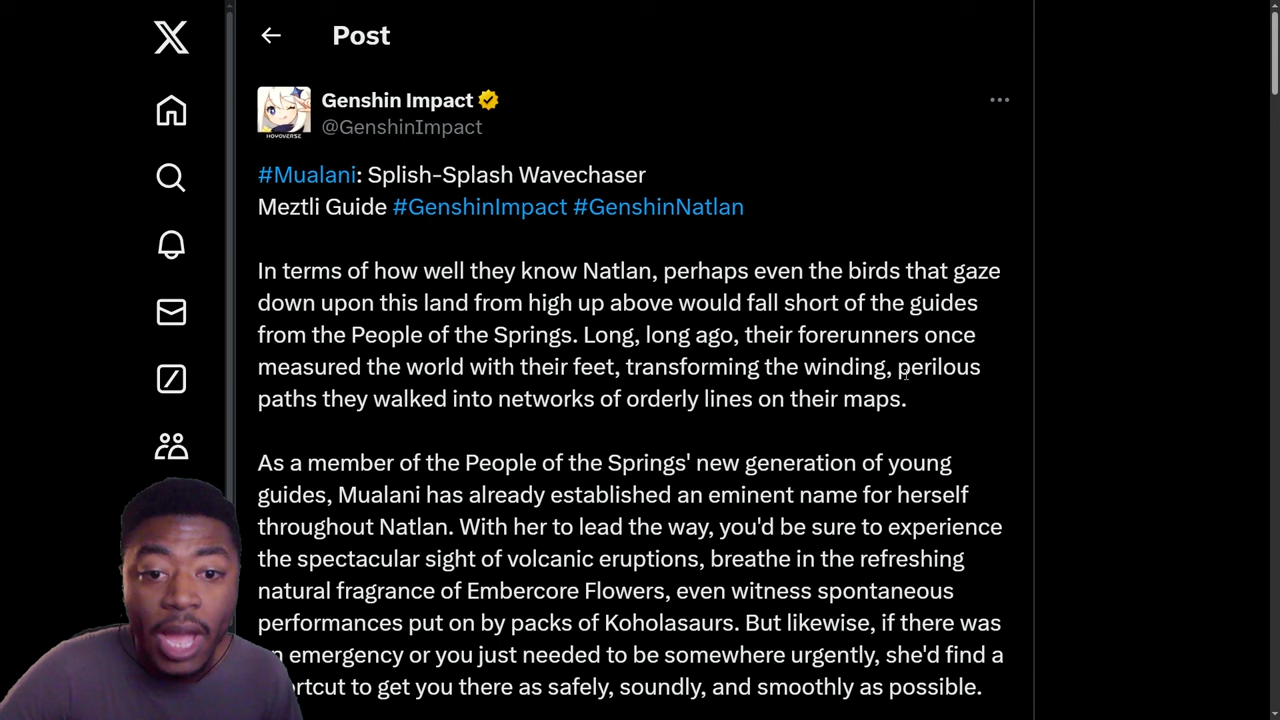 Post
Genshin Impact
@GenshinImpact
HOYOVERSE
#Mualani: Splish-Splash Wavechaser
Meztli Guide #GenshinImpact #GenshinNatlan
In terms of how well they know Natlan, perhaps even the birds that gaze
down upon this land from high up above would fall short of the guides
from the People of the Springs. Long, long ago, their forerunners once
measured the world with their feet, transforming the winding, perilous
paths they walked into networks of orderly lines on their maps.
As a member of the People of the Springs' new generation of young
guides, Mualani has already established an eminent name for herself
throughout Natlan. With her to lead the way, you'd be sure to experience
the spectacular sight of volcanic eruptions, breathe in the refreshing
natural fragrance of Embercore Flowers, even witness spontaneous
performances put on by packs of Koholasaurs. But likewise, if there was
emergency or you just needed to be somewhere urgently, she'd find a
to get you there as safely, soundly, and smoothly as possible.